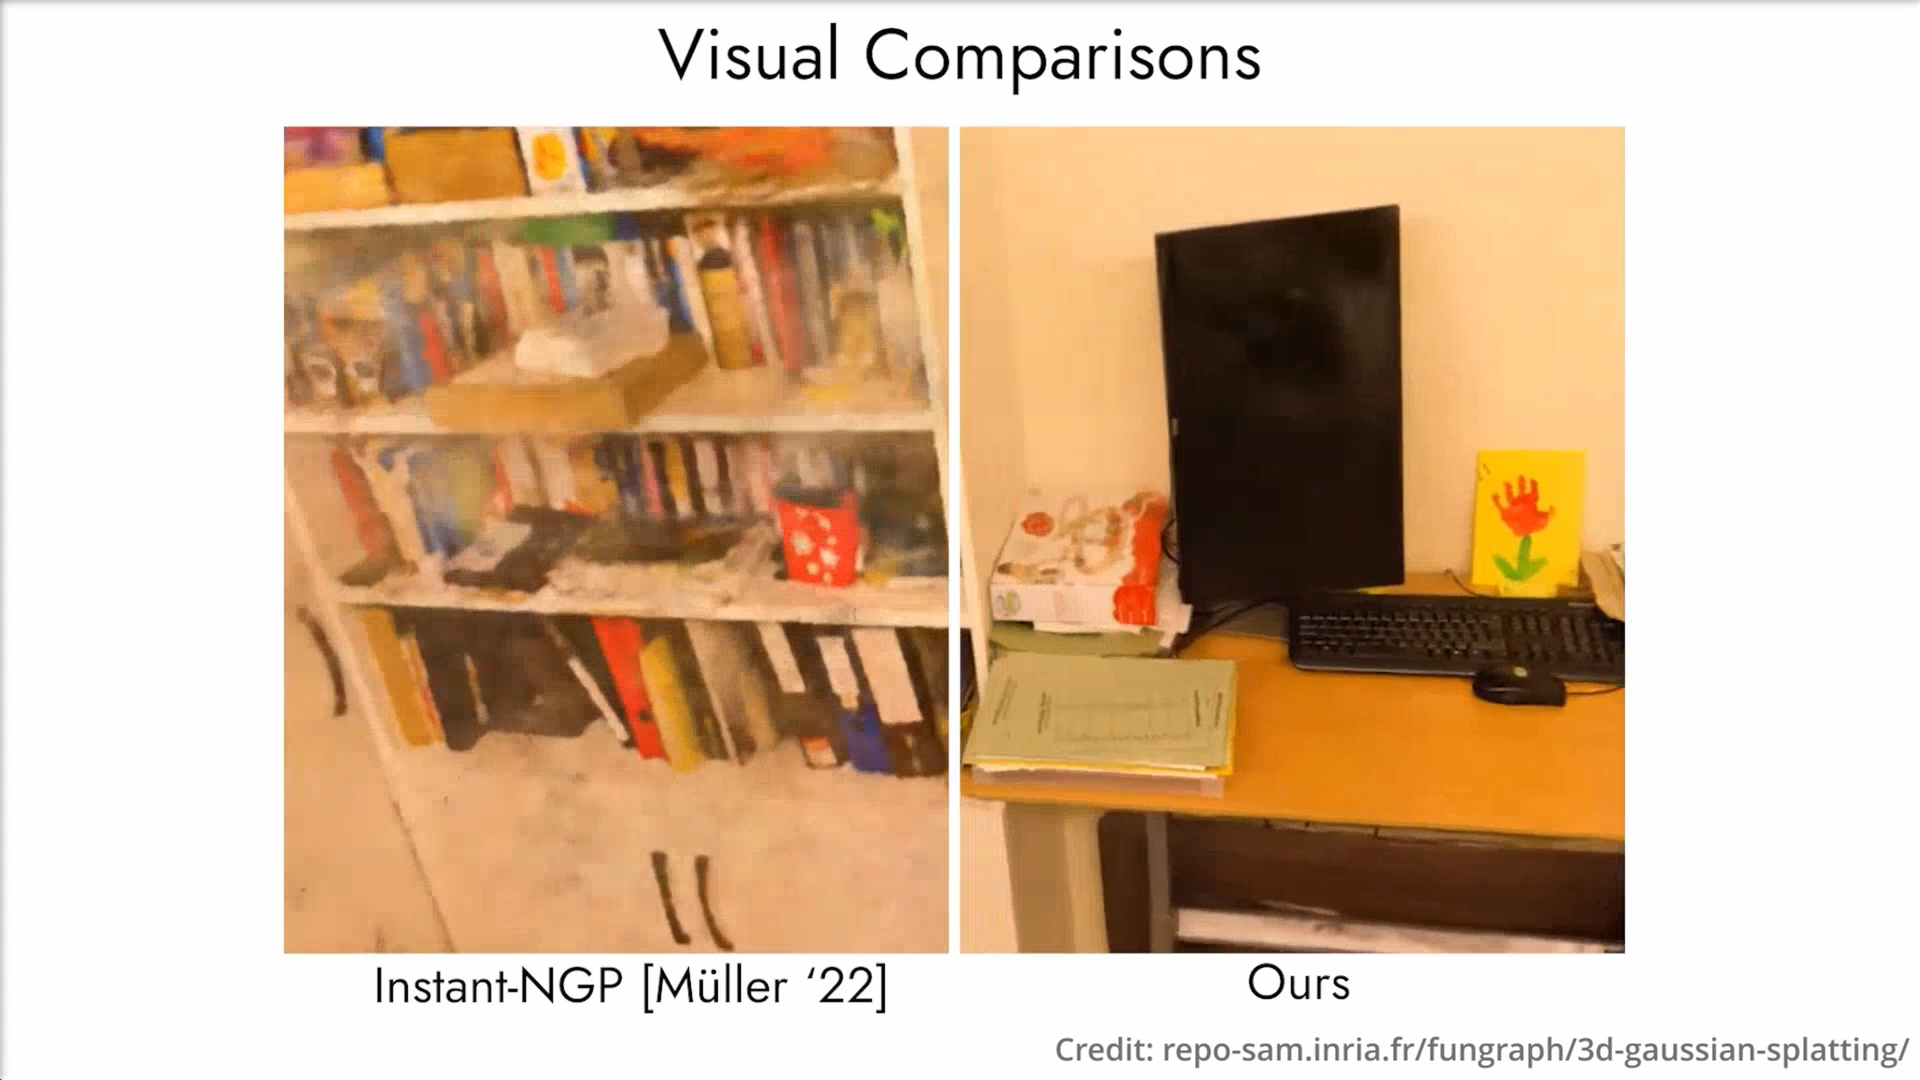 Visual Comparisons
Instant-NGP [Müller ‘22]
Ours
Credit: repo-sam.inria.fr/fungraph/3d-gaussian-splatting/